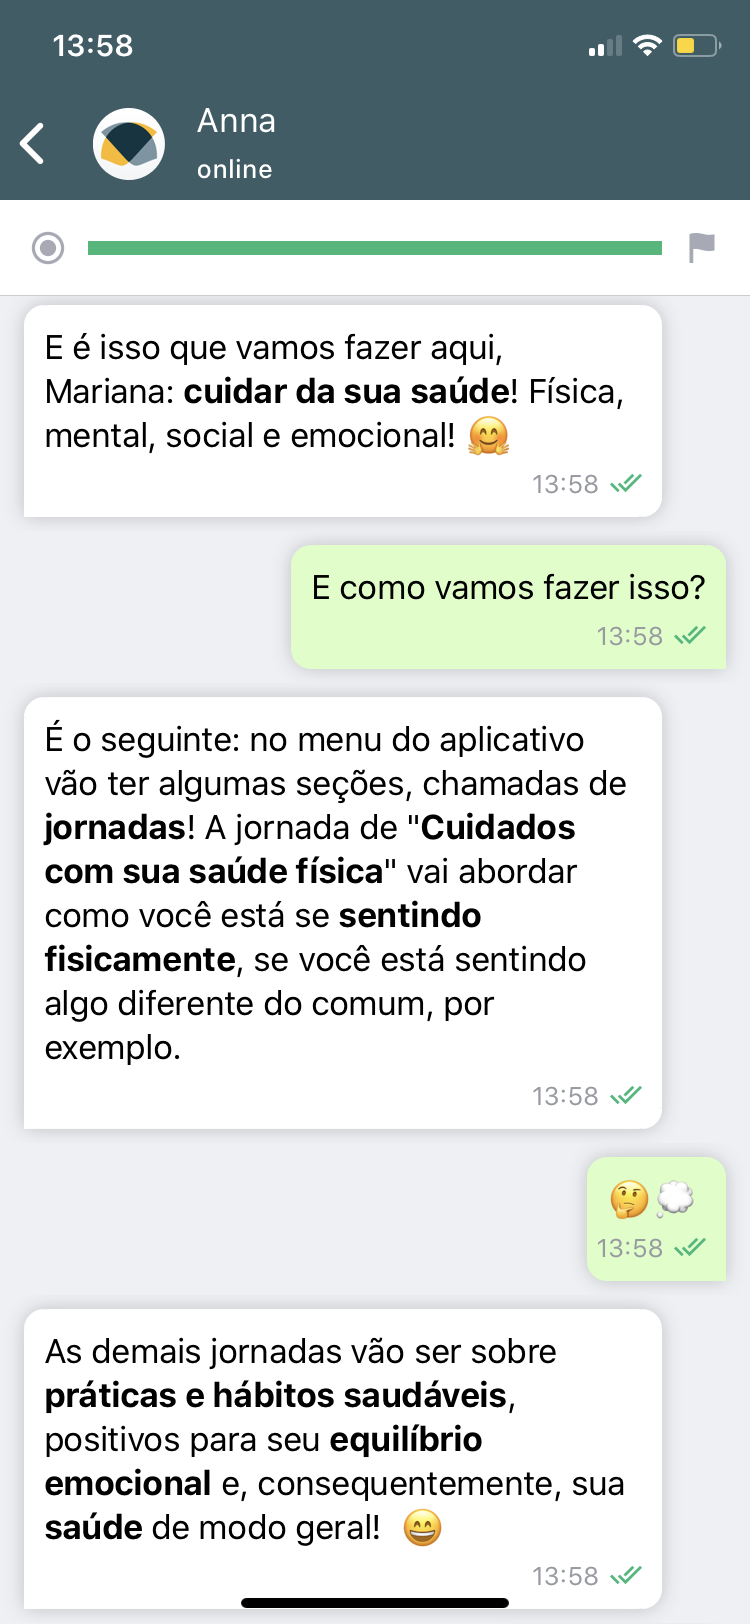 13:58
Anna
online
E é isso que vamos fazer aqui,
Mariana: cuidar da sua saúde! Física,
mental, social e emocional! 🤗
13:58
E como vamos fazer isso?
13:58
É o seguinte: no menu do aplicativo
vão ter algumas seções, chamadas de
jornadas! A jornada de "Cuidados
com sua saúde física" vai abordar
como você está se sentindo
fisicamente, se você está sentindo
algo diferente do comum, por
exemplo.
13:58
🤔💭
13:58
As demais jornadas vão ser sobre
práticas e hábitos saudáveis,
positivos para seu equilíbrio
emocional e, consequentemente, sua
saúde de modo geral! 😄
13:58